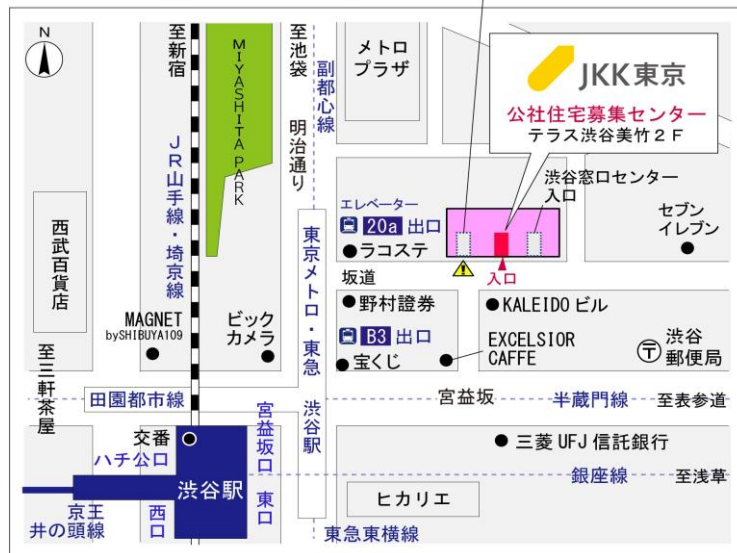 N
至新宿
MIYASHITA PARK
至池袋
明治通り
副都心線
メトロ
プラザ
JKK東京
公社住宅募集センター
テラス渋谷美竹2F
JR山手線・埼京線
渋谷窓口センター
入口
エレベーター
20a 出口
ラコステ
セブン
イレブン
西武百貨店
東京メトロ・東急
渋谷駅
坂道
入口
野村證券
KALEIDO ビル
MAGNET
bySHIBUYA109
ビック
カメラ
B3 出口
宝くじ
EXCELSIOR
CAFFE
渋谷
郵便局
至三軒茶屋
田園都市線
宮益坂
半蔵門線
至表参道
宮益坂口
交番
ハチ公口
三菱 UFJ 信託銀行
渋谷駅
銀座線
至浅草
西口
東口
ヒカリエ
京王
井の頭線
東急東横線